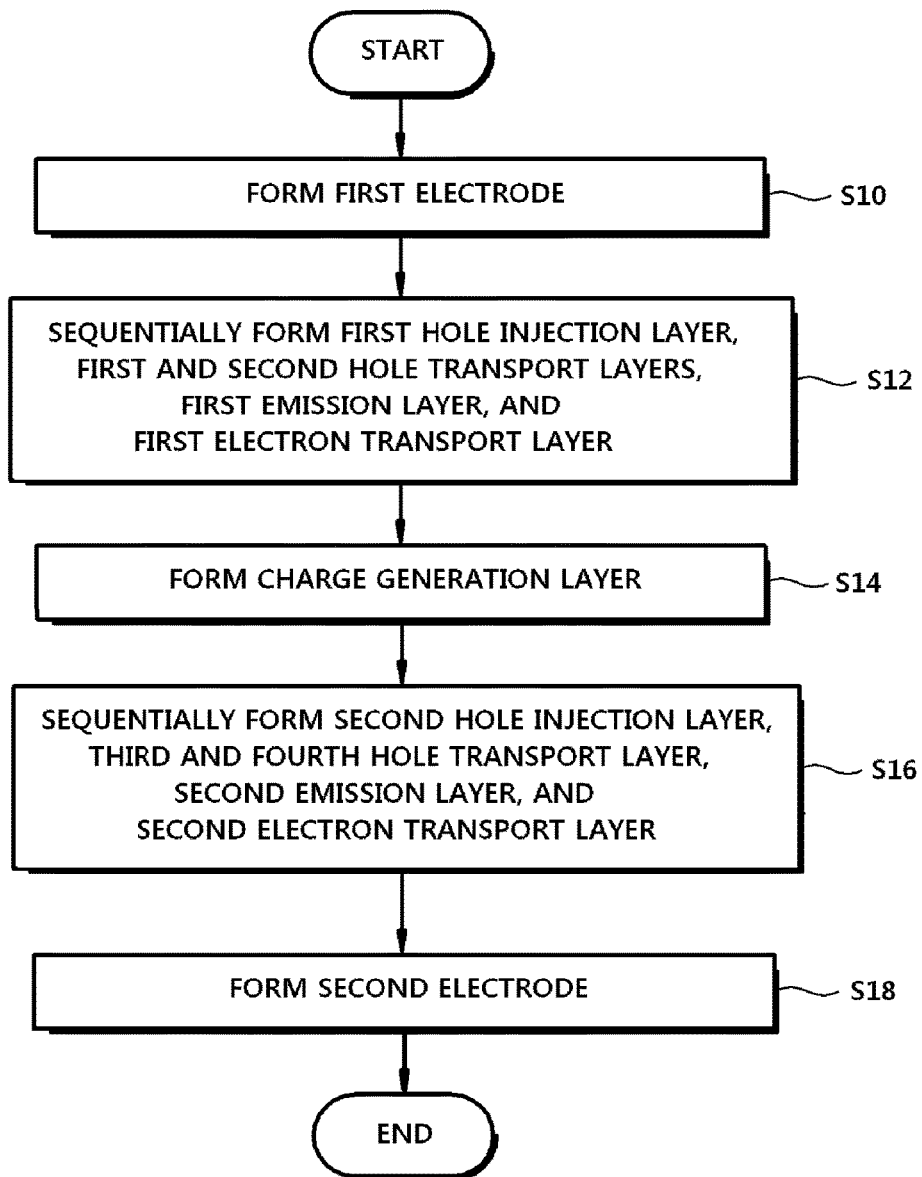 START
FORM FIRST ELECTRODE
S10
SEQUENTIALLY FORM FIRST HOLE INJECTION LAYER,
FIRST AND SECOND HOLE TRANSPORT LAYERS,
FIRST EMISSION LAYER, AND
FIRST ELECTRON TRANSPORT LAYER
S12
FORM CHARGE GENERATION LAYER
S14
SEQUENTIALLY FORM SECOND HOLE INJECTION LAYER,
THIRD AND FOURTH HOLE TRANSPORT LAYER,
SECOND EMISSION LAYER, AND
SECOND ELECTRON TRANSPORT LAYER
S16
FORM SECOND ELECTRODE
S18
END